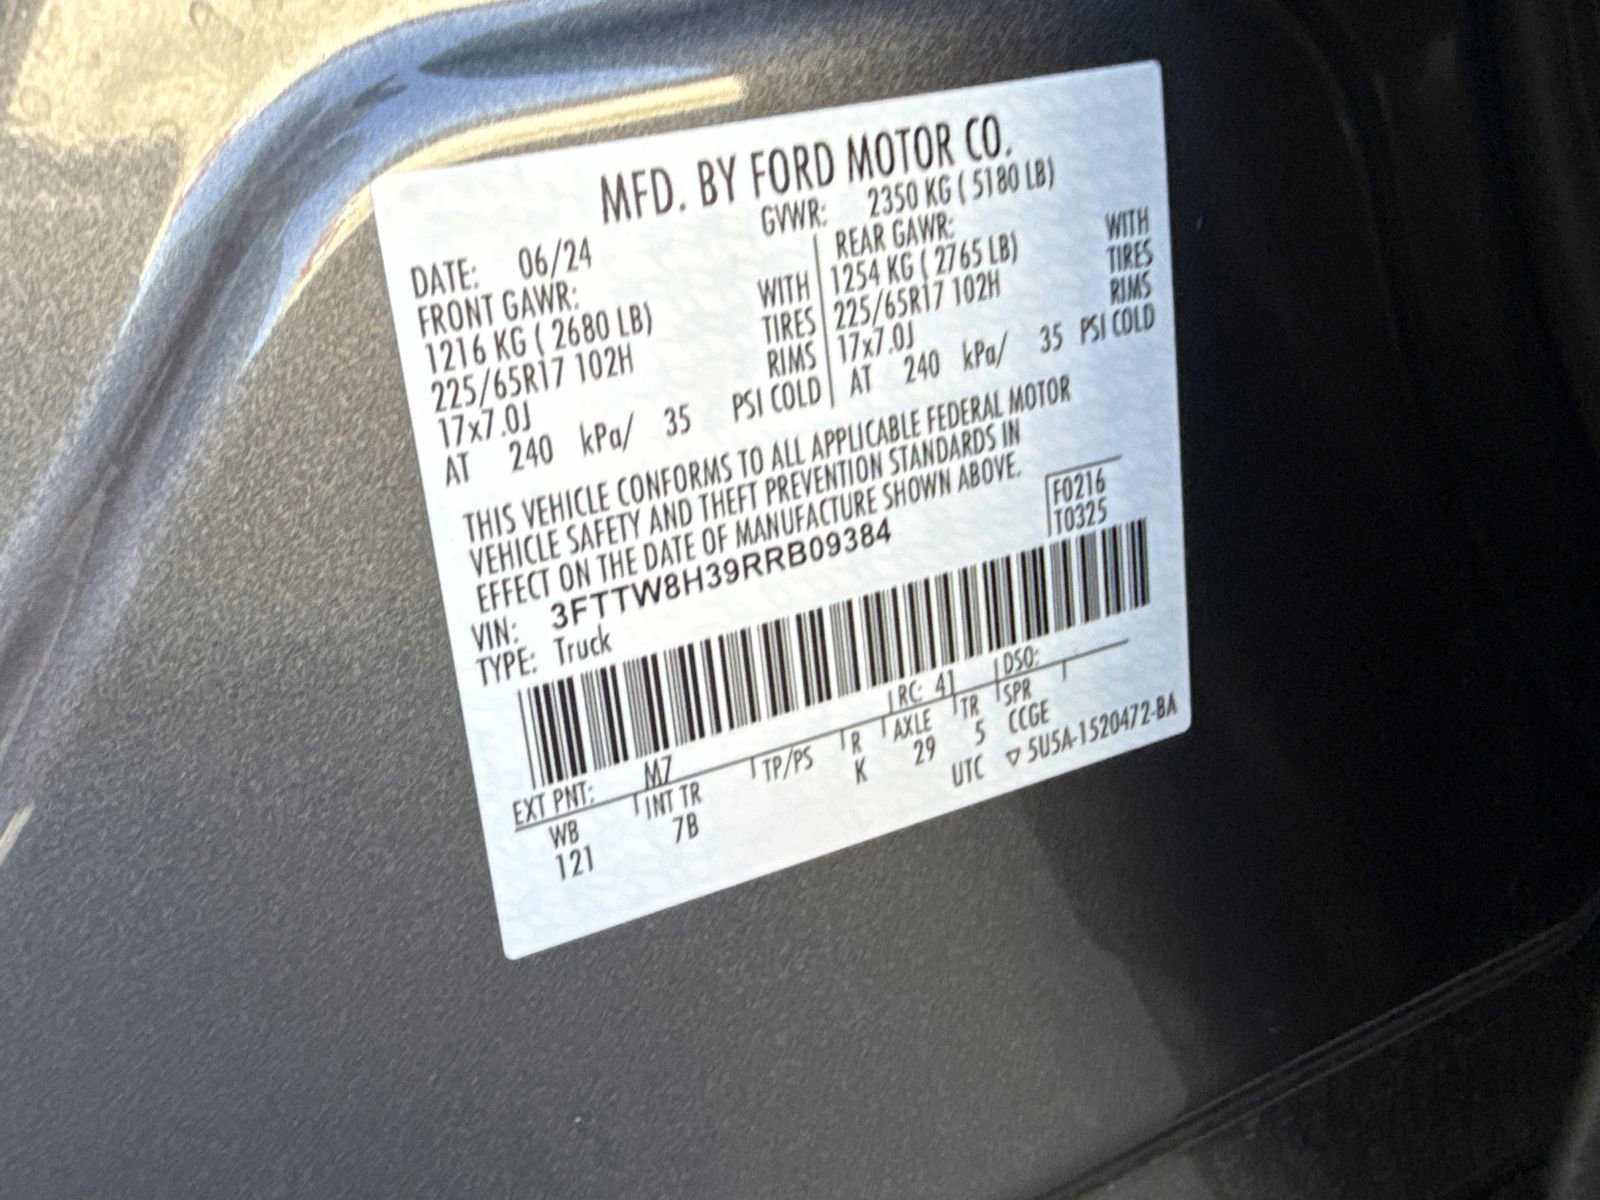 MFD. BY FORD MOTOR CO.
DATE: 06/24 GVWR: 2350 KG ( 5180 LB)
FRONT GAWR: REAR GAWR:
1216 KG ( 2680 LB) WITH 1254 KG ( 2765 LB) WITH
225/65R17 102H TIRES 225/65R17 102H TIRES
17x7.0J RIMS 17x7.0J RIMS
AT 240 kPa/ 35 PSI COLD AT 240 kPa/ 35 PSI COLD
THIS VEHICLE CONFORMS TO ALL APPLICABLE FEDERAL MOTOR
VEHICLE SAFETY AND THEFT PREVENTION STANDARDS IN
EFFECT ON THE DATE OF MANUFACTURE SHOWN ABOVE.
F0216
VIN: 3FTTW8H39RRB09384 T0325
TYPE: Truck
EXT PNT: M7 RC: 41 DSO:
WB INT TR TP/PS R AXLE TR SPR
121 7B K 29 5 CCGE
UTC ▽ 5U5A-1520472-BA